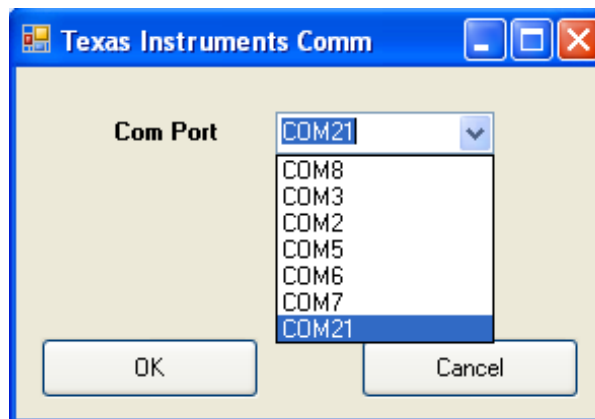 Texas Instruments Comm
Com Port COM21
COM8
COM3
COM2
COM5
COM6
COM7
COM21
OK Cancel